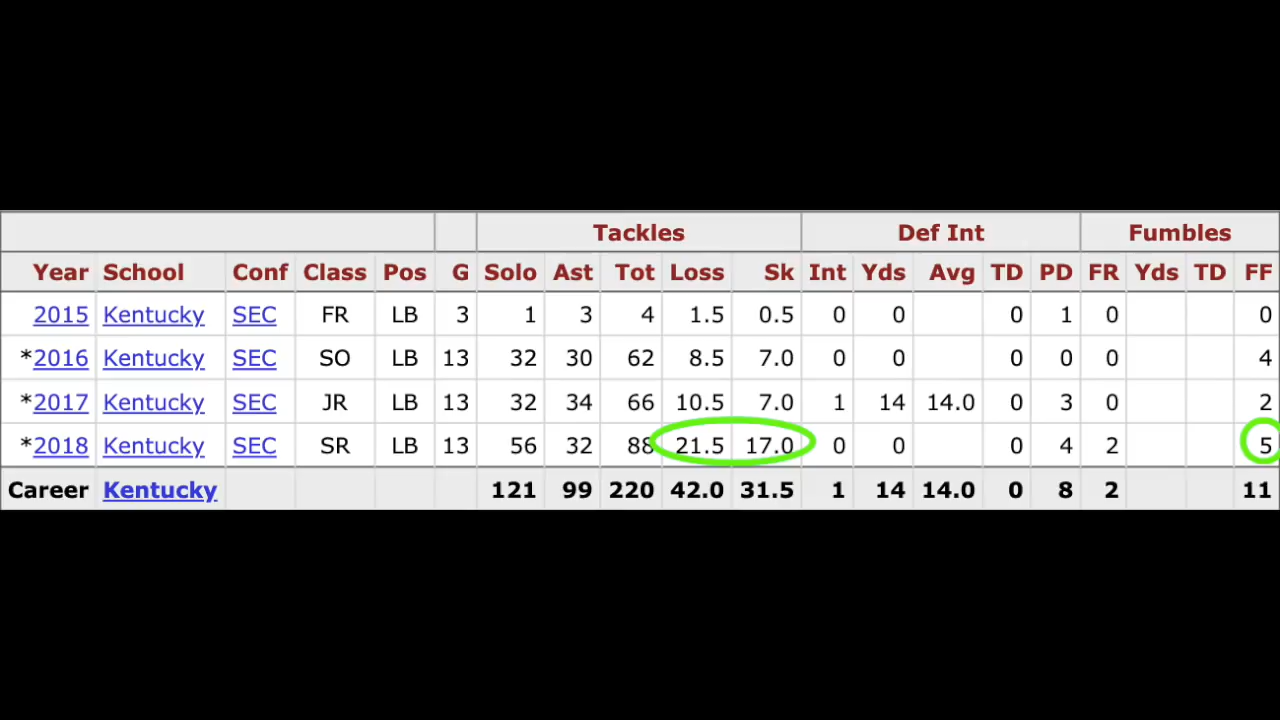 Tackles Def Int Fumbles
Year School Conf Class Pos G Solo Ast Tot Loss Sk Int Yds Avg TD PD FR Yds TD FF
2015 Kentucky SEC FR LB 3 1 3 4 1.5 0.5 0 0 0 1 0 0
*2016 Kentucky SEC SO LB 13 32 30 62 8.5 7.0 0 0 0 0 0 4
*2017 Kentucky SEC JR LB 13 32 34 66 10.5 7.0 1 14 14.0 0 3 0 2
*2018 Kentucky SEC SR LB 13 56 32 88 21.5 17.0 0 0 0 4 2 5
Career Kentucky 121 99 220 42.0 31.5 1 14 14.0 0 8 2 11